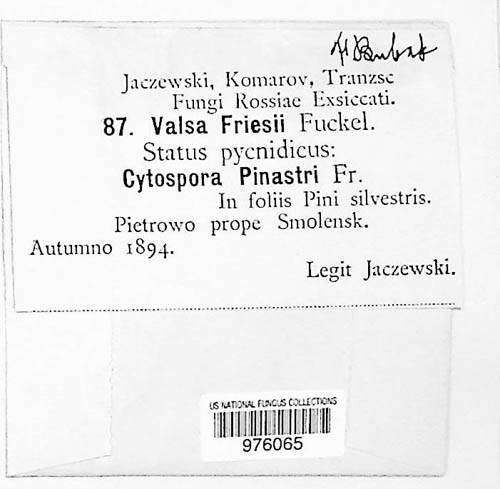 Jaczewski, Komarov, Tranzsc
Fungi Rossiae Exsiccati.
87. Valsa Friesii Fuckel.
Status pycnidicus:
Cytospora Pinastri Fr.
In foliis Pini silvestris.
Pietrowo prope Smolensk.
Autumno 1894.
Legit Jaczewski.
US NATIONAL FUNGUS COLLECTIONS
976065